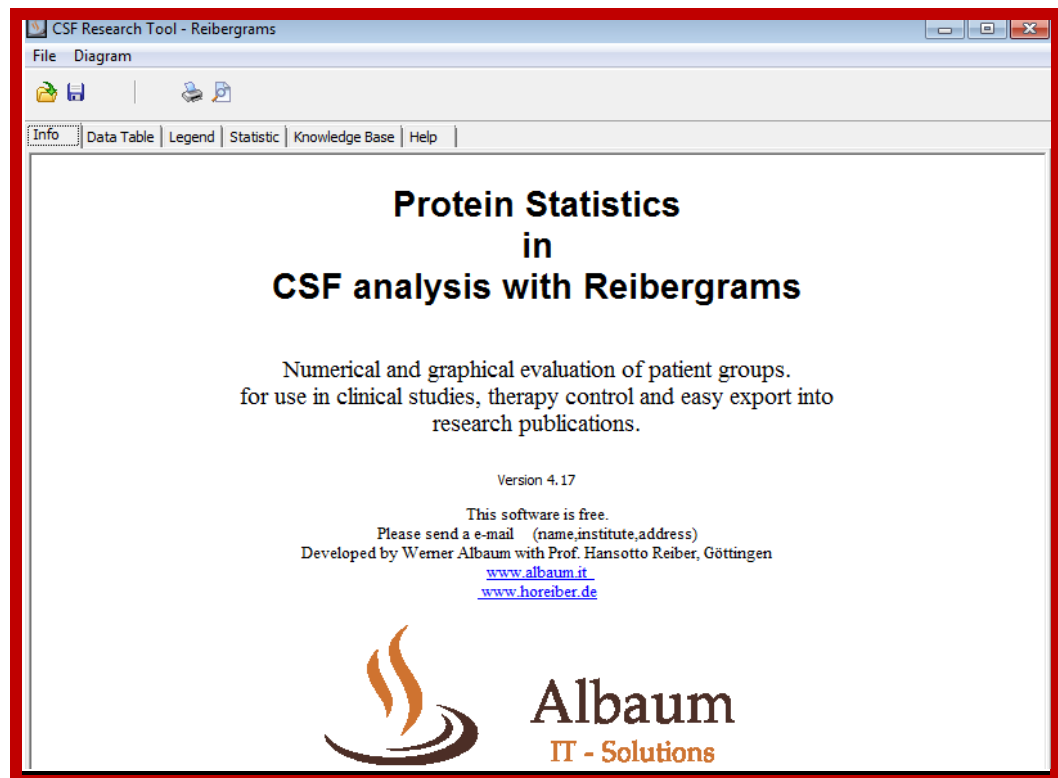 CSF Research Tool - Reibergrams
File Diagram
Info Data Table Legend Statistic Knowledge Base Help
Protein Statistics
in
CSF analysis with Reibergrams
Numerical and graphical evaluation of patient groups.
for use in clinical studies, therapy control and easy export into
research publications.
Version 4.17
This software is free.
Please send a e-mail (name,institute,address)
Developed by Werner Albaum with Prof. Hansotto Reiber, Göttingen
www.albaum.it
www.horeiber.de
Albaum
IT - Solutions